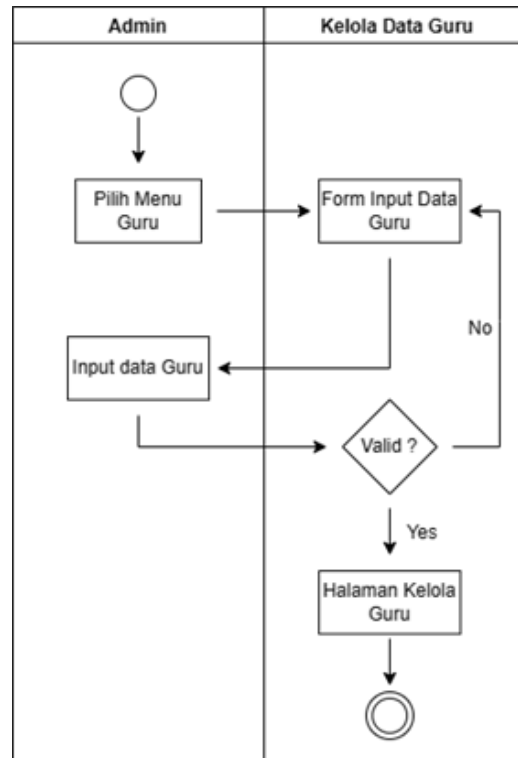 Admin
Kelola Data Guru
Pilih Menu
Guru
Form Input Data
Guru
No
Input data Guru
Valid ?
Yes
Halaman Kelola
Guru